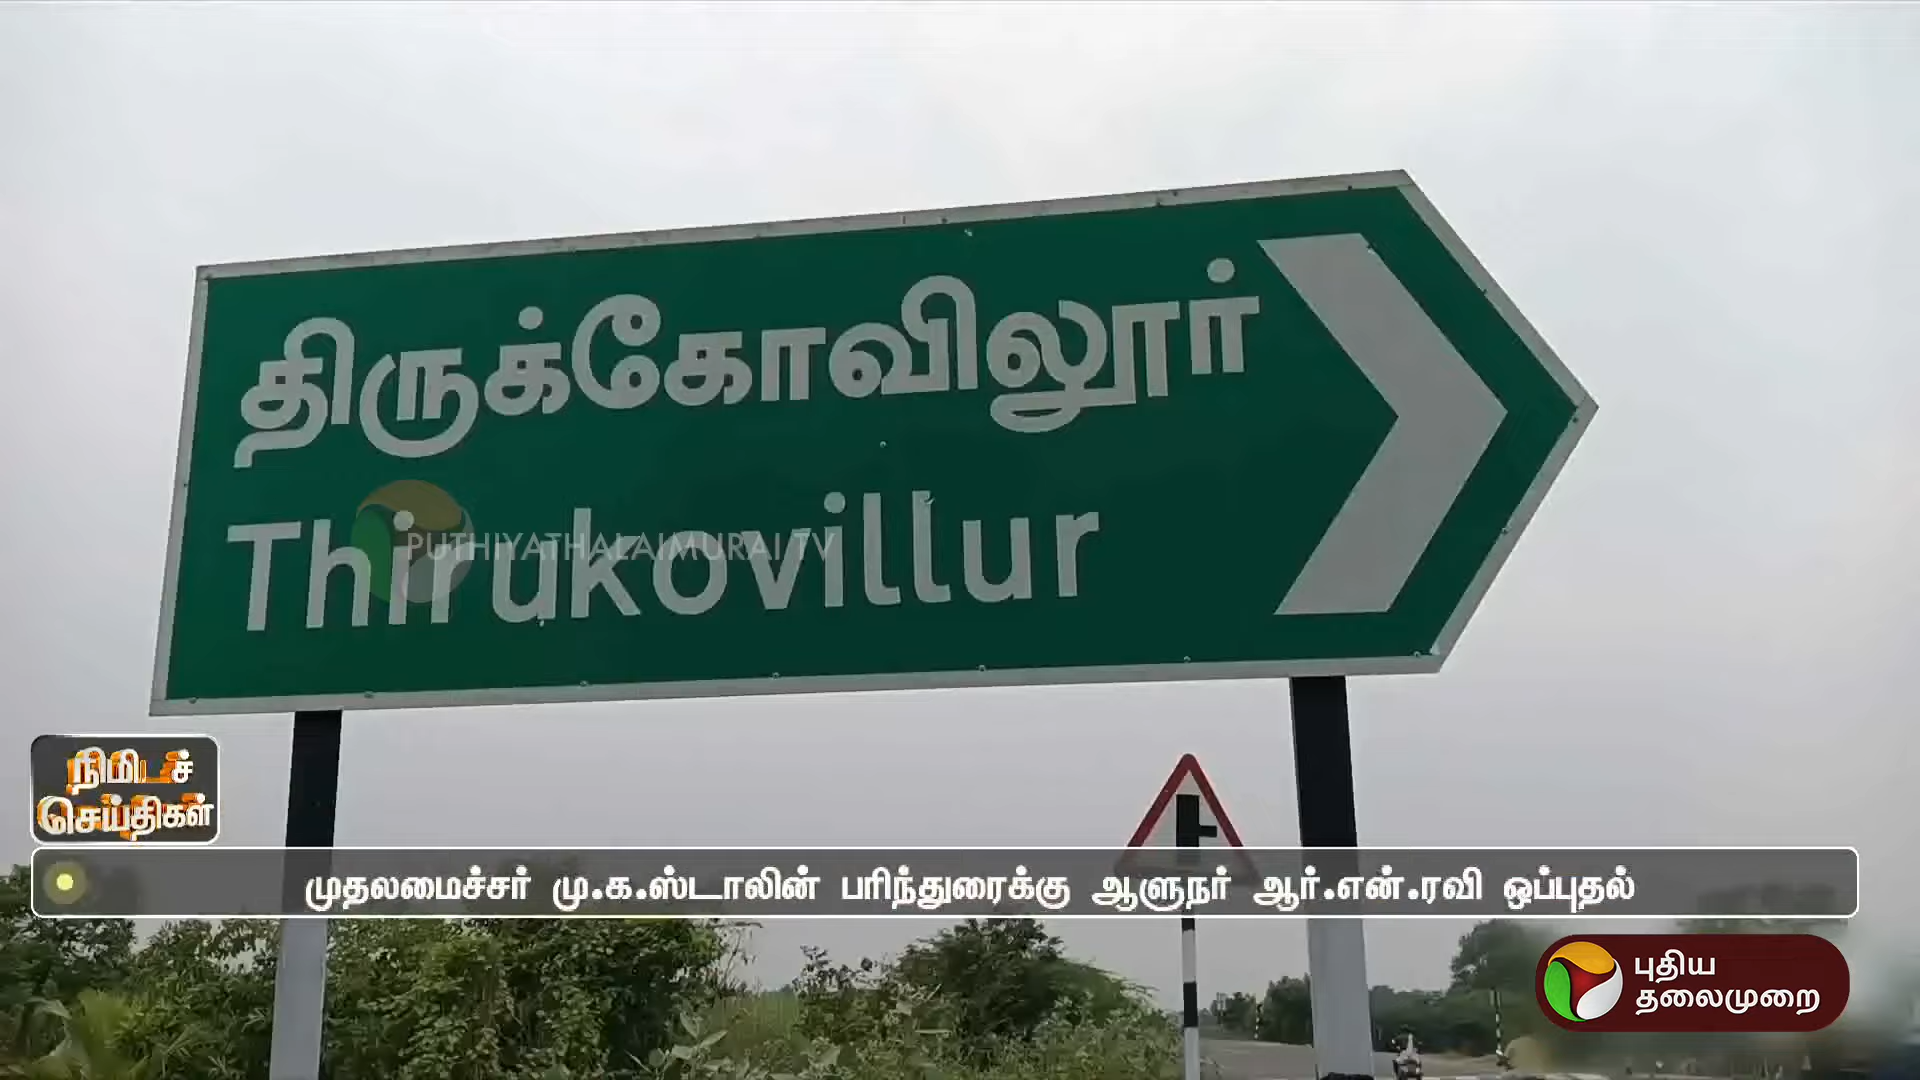 திருக்கோவிலூர்
Thirukovillur
PUTHIYATHALAIMURAI TV
நிமிடச்
செய்திகள்
முதலமைச்சர் மு.க.ஸ்டாலின் பரிந்துரைக்கு ஆளுநர் ஆர்.என்.ரவி ஒப்புதல்
புதிய
தலைமுறை